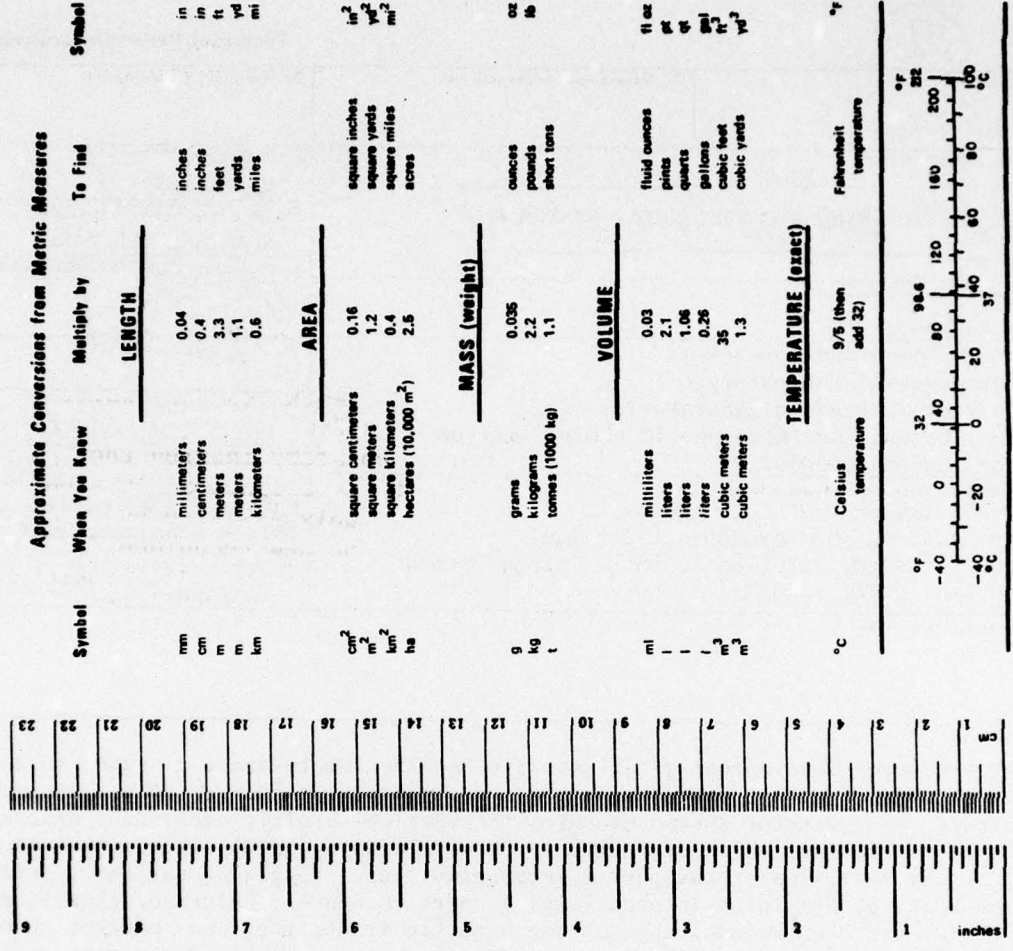 Approximate Conversions from Metric Measures
Symbol When You Know Multiply by To Find Symbol
LENGTH
mm millimeters 0.04 inches in
cm centimeters 0.4 inches in
m meters 3.3 feet ft
m meters 1.1 yards yd
km kilometers 0.6 miles mi
AREA
cm² square centimeters 0.16 square inches in²
m² square meters 1.2 square yards yd²
km² square kilometers 0.4 square miles mi²
ha hectares (10,000 m²) 2.5 acres
MASS (weight)
g grams 0.035 ounces oz
kg kilograms 2.2 pounds lb
t tonnes (1000 kg) 1.1 short tons
VOLUME
ml milliliters 0.03 fluid ounces fl oz
l liters 2.1 pints pt
l liters 1.06 quarts qt
l liters 0.26 gallons gal
m³ cubic meters 35 cubic feet ft³
m³ cubic meters 1.3 cubic yards yd³
TEMPERATURE (exact)
°C Celsius temperature 9/5 (then add 32) Fahrenheit temperature °F
°F 32 98.6 °F 212
-40 0 40 80 120 160 200
-40 -20 0 20 40 60 80 100
°C 37 °C
23 22 21 20 19 18 17 16 15 14 13 12 11 10 9 8 7 6 5 4 3 2 1 cm
9 8 7 6 5 4 3 2 1 inches